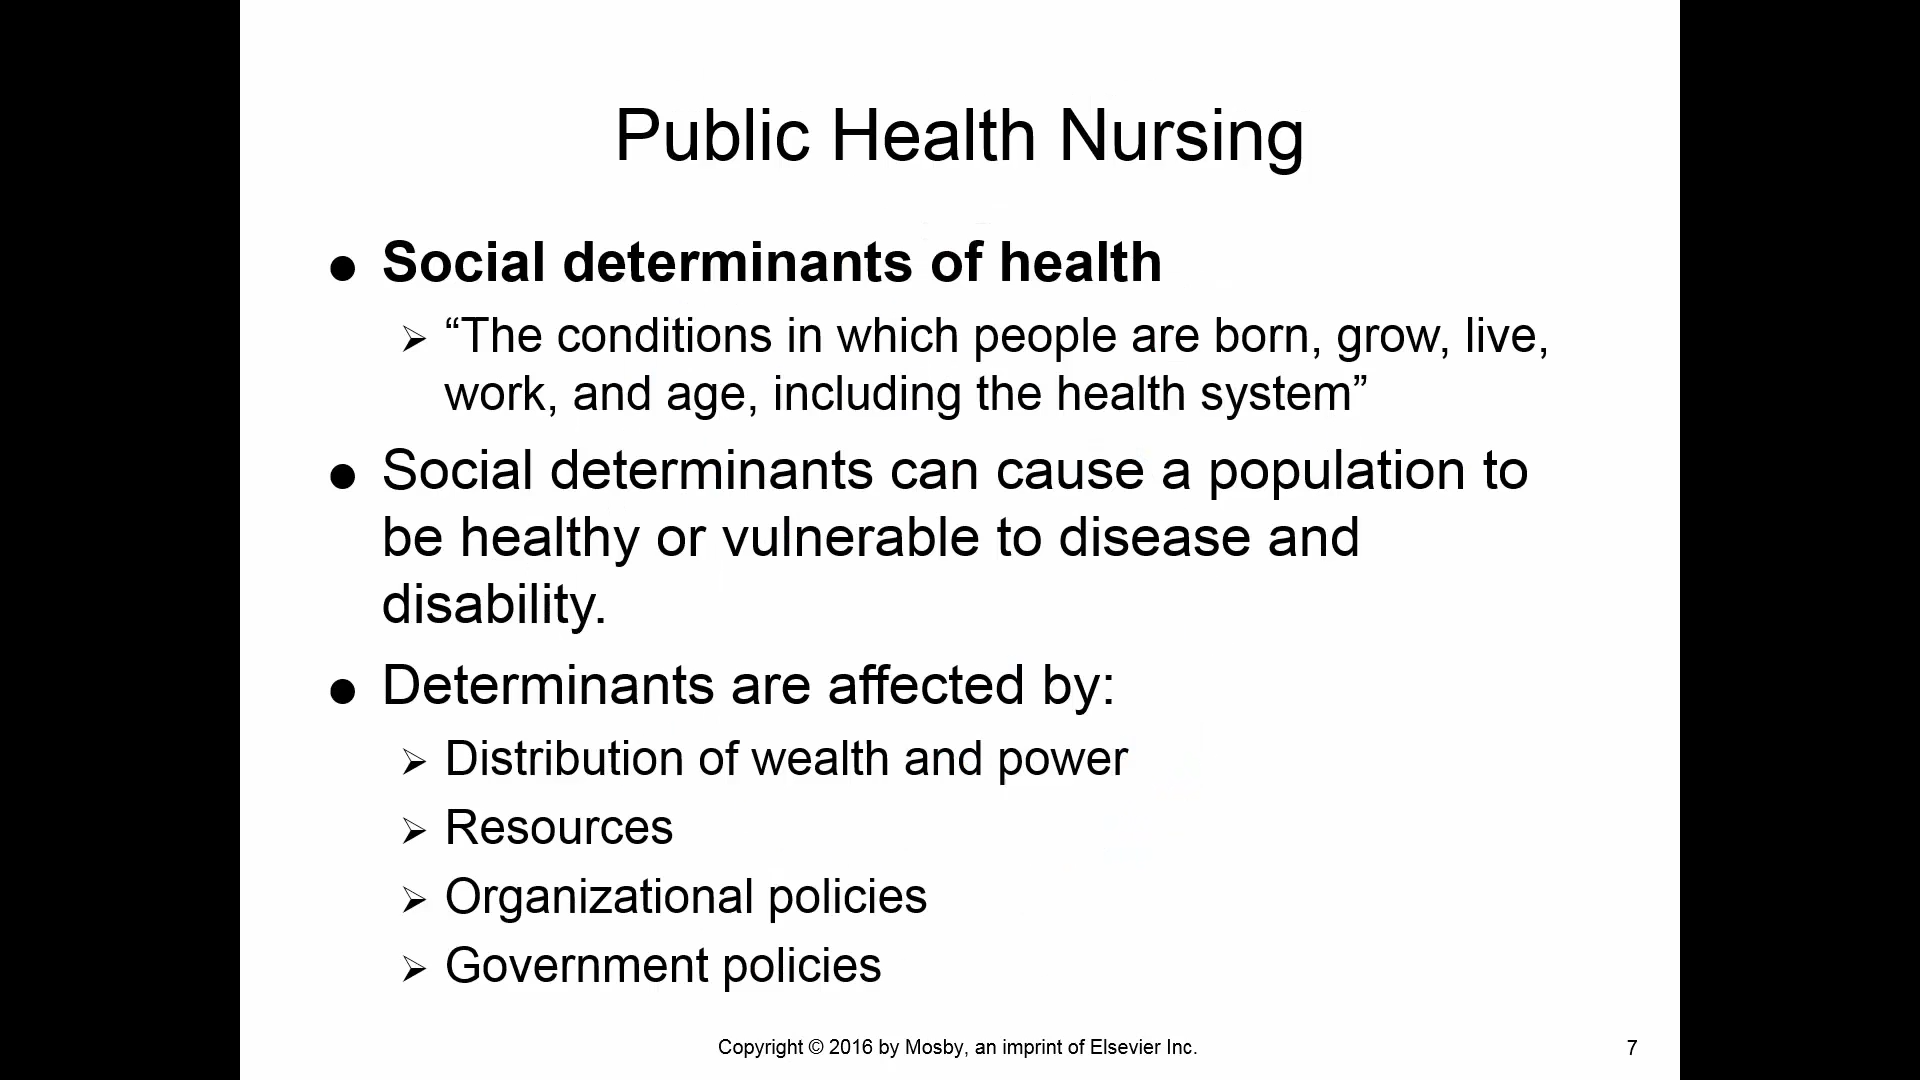 Public Health Nursing
● Social determinants of health
➢ “The conditions in which people are born, grow, live,
work, and age, including the health system”
● Social determinants can cause a population to
be healthy or vulnerable to disease and
disability.
● Determinants are affected by:
➢ Distribution of wealth and power
➢ Resources
➢ Organizational policies
➢ Government policies
Copyright © 2016 by Mosby, an imprint of Elsevier Inc.
7